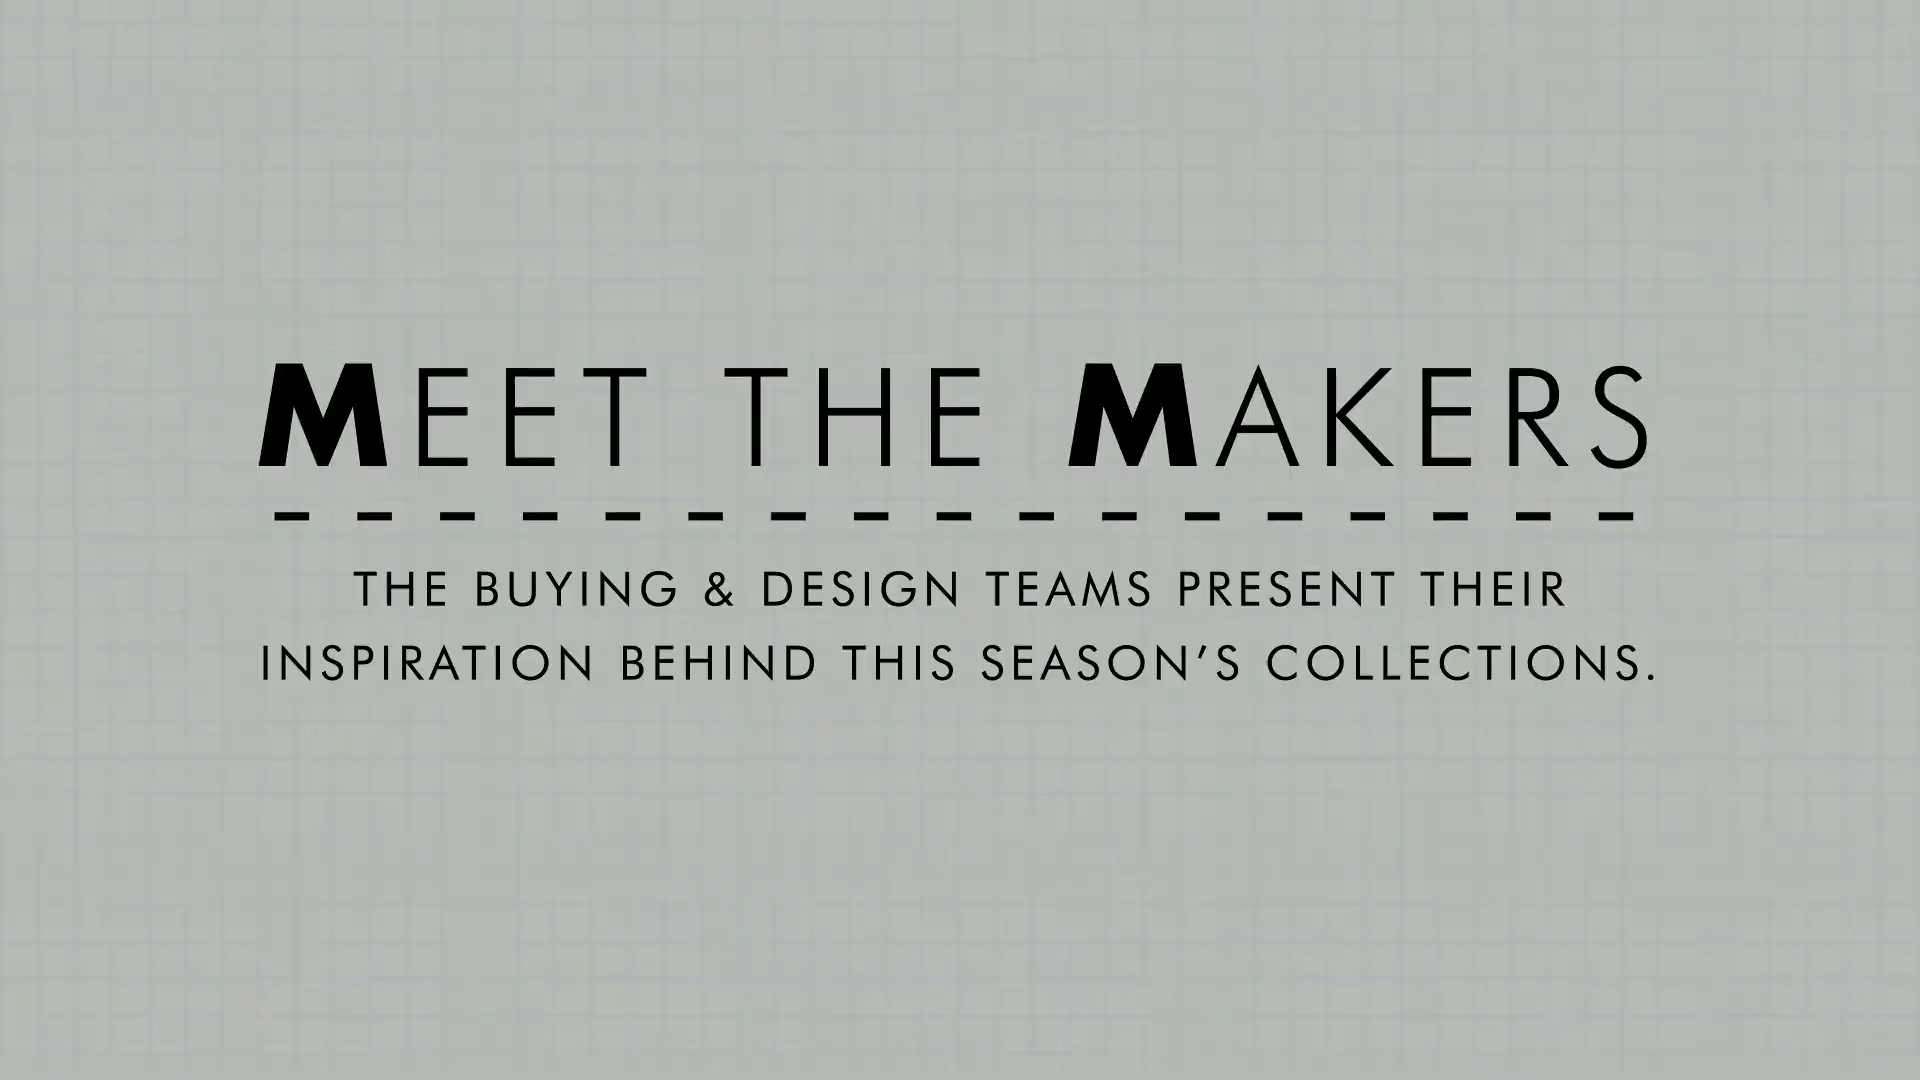 MEET THE MAKERS
THE BUYING & DESIGN TEAMS PRESENT THEIR
INSPIRATION BEHIND THIS SEASON’S COLLECTIONS.